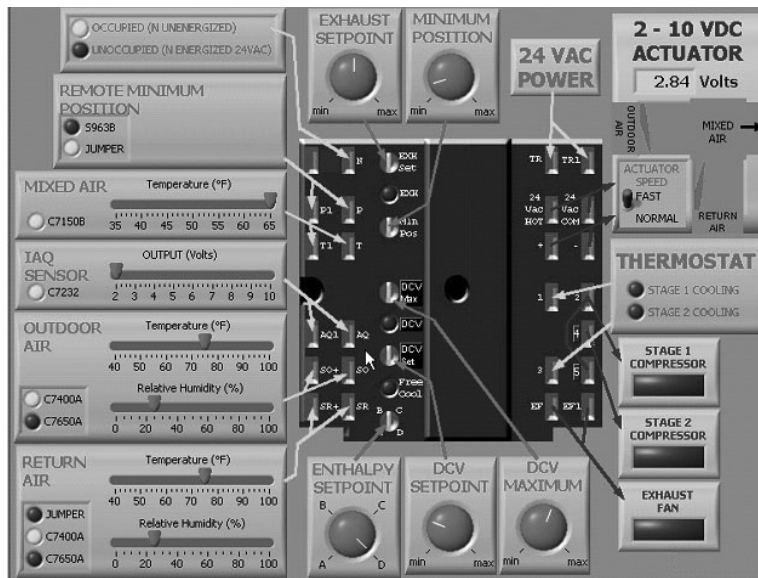 OCCUPIED (N UNENERGIZED)
UNOCCUPIED (N ENERGIZED 24VAC)
REMOTE MINIMUM
POSITION
S963B
JUMPER
MIXED AIR
Temperature (°F)
C7150B
35 40 45 50 55 60 65
IAQ
SENSOR
OUTPUT (Volts)
C7232
2 3 4 5 6 7 8 9 10
OUTDOOR
AIR
Temperature (°F)
40 50 60 70 80 90 100
Relative Humidity (%)
C7400A
C7650A
0 20 40 60 80 100
RETURN
AIR
Temperature (°F)
40 50 60 70 80 90 100
JUMPER
C7400A
C7650A
Relative Humidity (%)
0 20 40 60 80 100
EXHAUST
SETPOINT
min max
MINIMUM
POSITION
min max
N
EXH
Set
P1 P
EXH
Min
Pos
T1 T
DCV
Max
AQ1 AQ
DCV
DCV
Set
SO+ SO
Free
Cool
SR+ SR
B C
A D
ENTHALPY
SETPOINT
B C
A D
DCV
SETPOINT
min max
DCV
MAXIMUM
min max
24 VAC
POWER
TR TR1
24
Vac
HOT
24
Vac
COM
+ -
1 2
4
3 5
EF EF1
2 - 10 VDC
ACTUATOR
2.84 Volts
OUTDOOR
AIR
MIXED
AIR
ACTUATOR
SPEED
FAST
NORMAL
RETURN
AIR
THERMOSTAT
STAGE 1 COOLING
STAGE 2 COOLING
STAGE 1
COMPRESSOR
STAGE 2
COMPRESSOR
EXHAUST
FAN